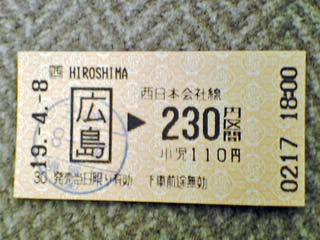 西 HIROSHIMA
西日本会社線
広島 ▶ 230円区間
小児110円
30 発売当日限り有効 下車前途無効
-19.-4.-8
0217 18-00